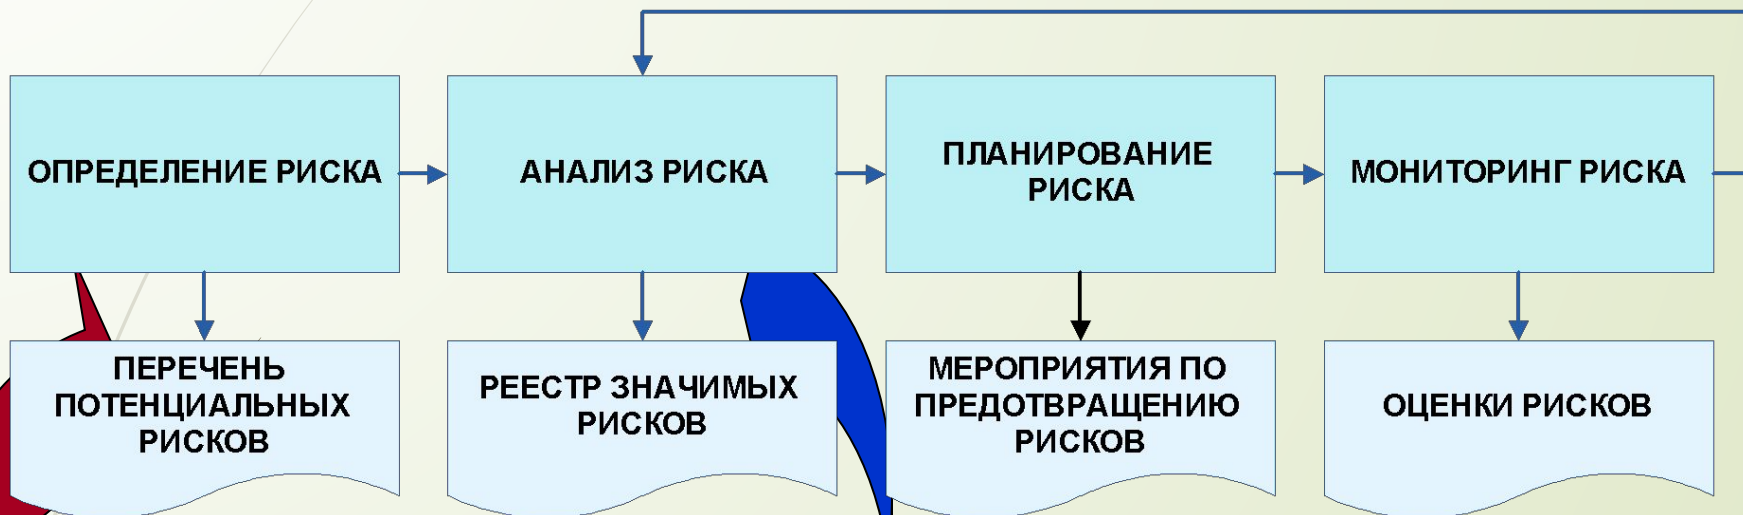 ОПРЕДЕЛЕНИЕ РИСКА
АНАЛИЗ РИСКА
ПЛАНИРОВАНИЕ
РИСКА
МОНИТОРИНГ РИСКА
ПЕРЕЧЕНЬ
ПОТЕНЦИАЛЬНЫХ
РИСКОВ
РЕЕСТР ЗНАЧИМЫХ
РИСКОВ
МЕРОПРИЯТИЯ ПО
ПРЕДОТВРАЩЕНИЮ
РИСКОВ
ОЦЕНКИ РИСКОВ